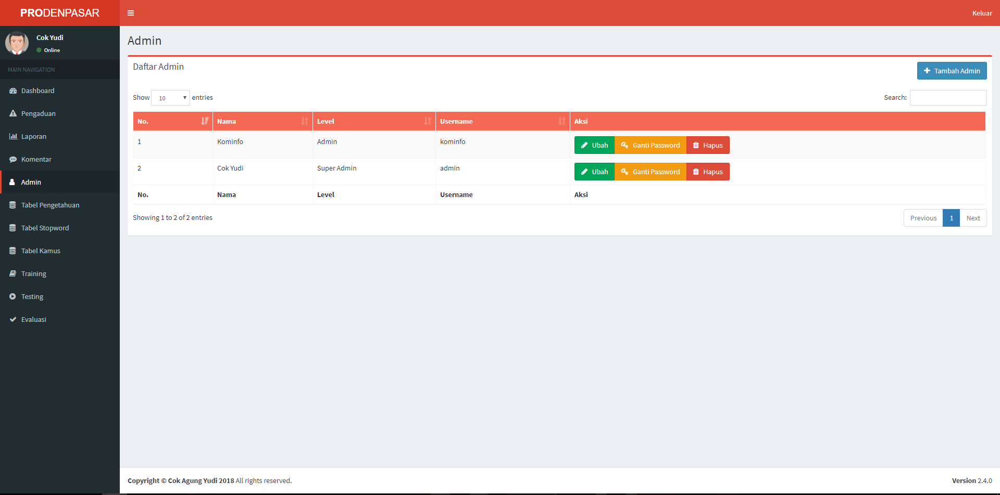 PRODENPASAR
Keluar
Cok Yudi
Online
MAIN NAVIGATION
Dashboard
Pengaduan
Laporan
Komentar
Admin
Tabel Pengetahuan
Tabel Stopword
Tabel Kamus
Training
Testing
Evaluasi
Admin
Daftar Admin
Tambah Admin
Show 10 entries
Search:
No. Nama Level Username Aksi
1 Kominfo Admin kominfo Ubah Ganti Password Hapus
2 Cok Yudi Super Admin admin Ubah Ganti Password Hapus
No. Nama Level Username Aksi
Showing 1 to 2 of 2 entries
Previous 1 Next
Copyright © Cok Agung Yudi 2018 All rights reserved.
Version 2.4.0